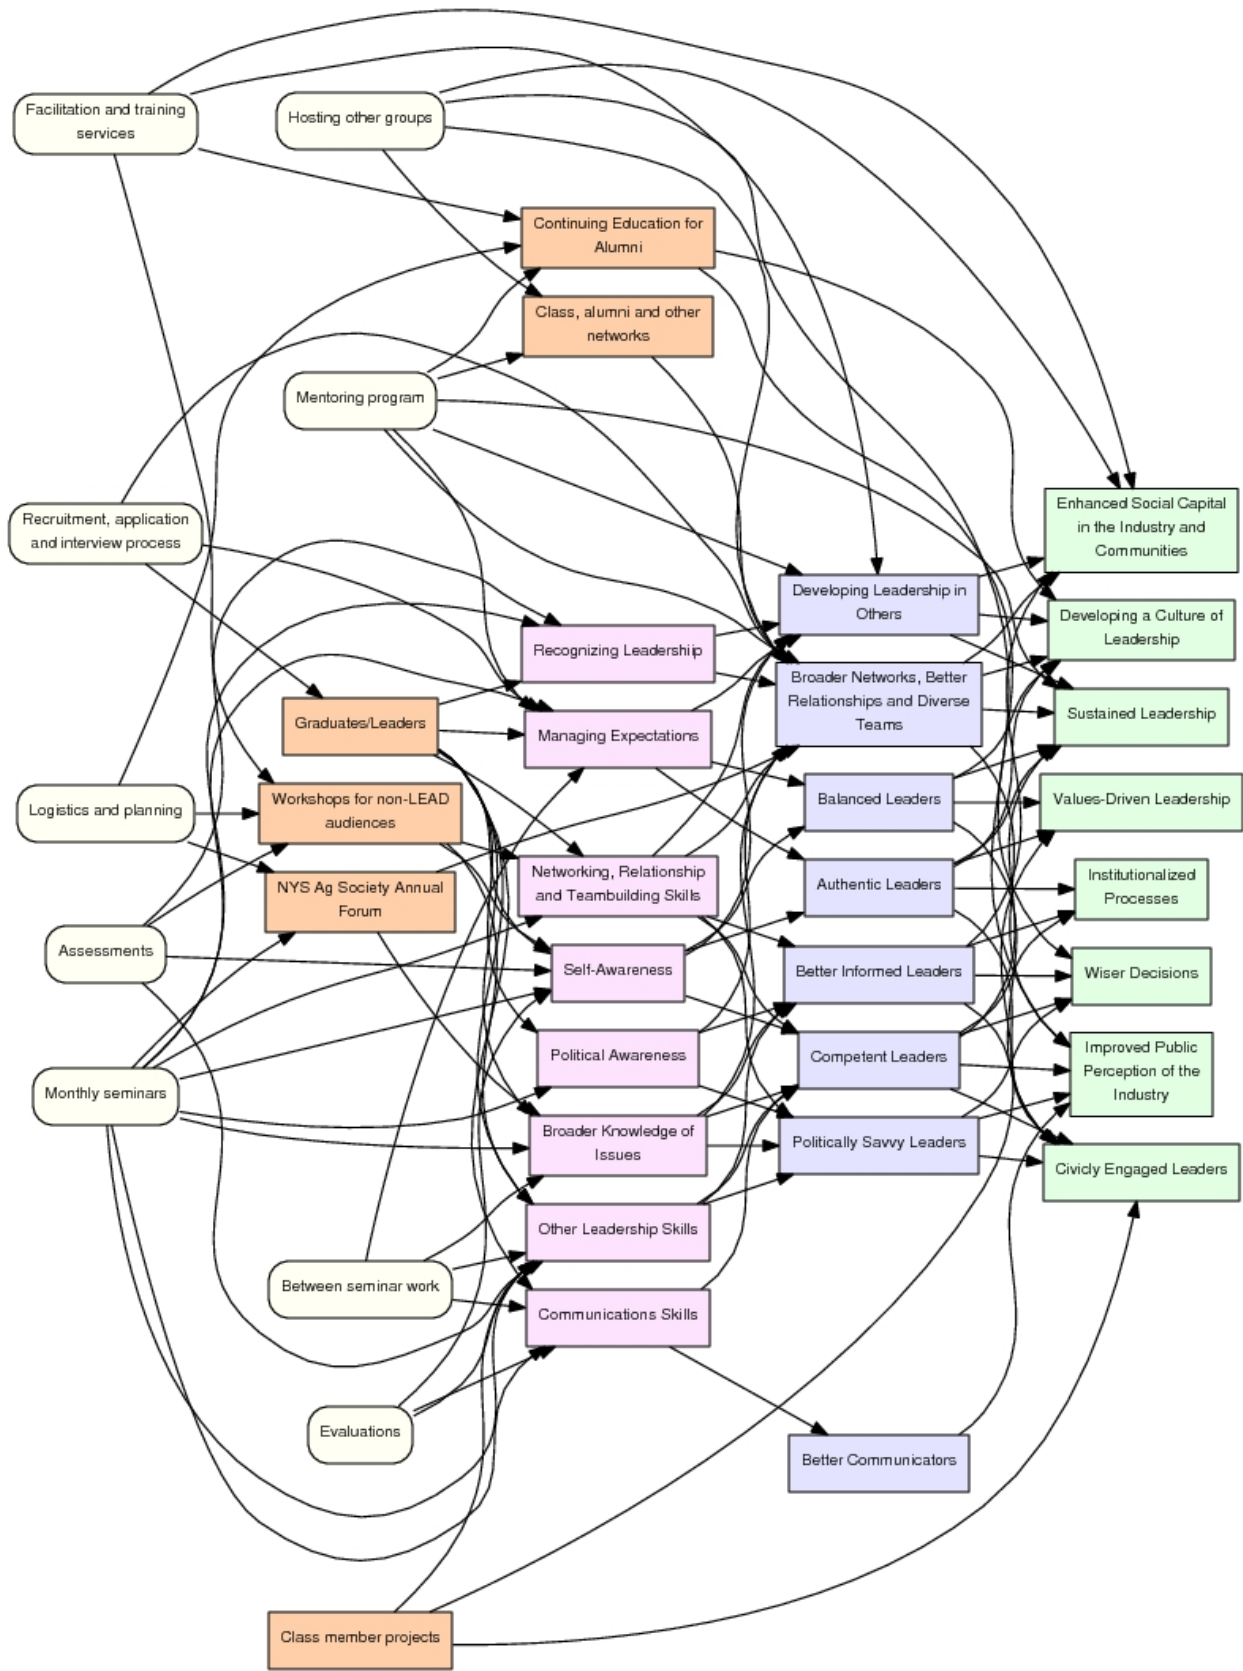 Facilitation and training
services
Hosting other groups
Continuing Education for
Alumni
Class, alumni and other
networks
Mentoring program
Recruitment, application
and interview process
Enhanced Social Capital
in the Industry and
Communities
Developing Leadership in
Others
Developing a Culture of
Leadership
Recognizing Leadership
Broader Networks, Better
Relationships and Diverse
Teams
Graduates/Leaders
Managing Expectations
Sustained Leadership
Logistics and planning
Workshops for non-LEAD
audiences
Balanced Leaders
Values-Driven Leadership
NYS Ag Society Annual
Forum
Networking, Relationship
and Teambuilding Skills
Authentic Leaders
Institutionalized
Processes
Assessments
Self-Awareness
Better Informed Leaders
Wiser Decisions
Monthly seminars
Political Awareness
Competent Leaders
Improved Public
Perception of the
Industry
Broader Knowledge of
Issues
Politically Savvy Leaders
Civicly Engaged Leaders
Other Leadership Skills
Between seminar work
Communications Skills
Evaluations
Better Communicators
Class member projects